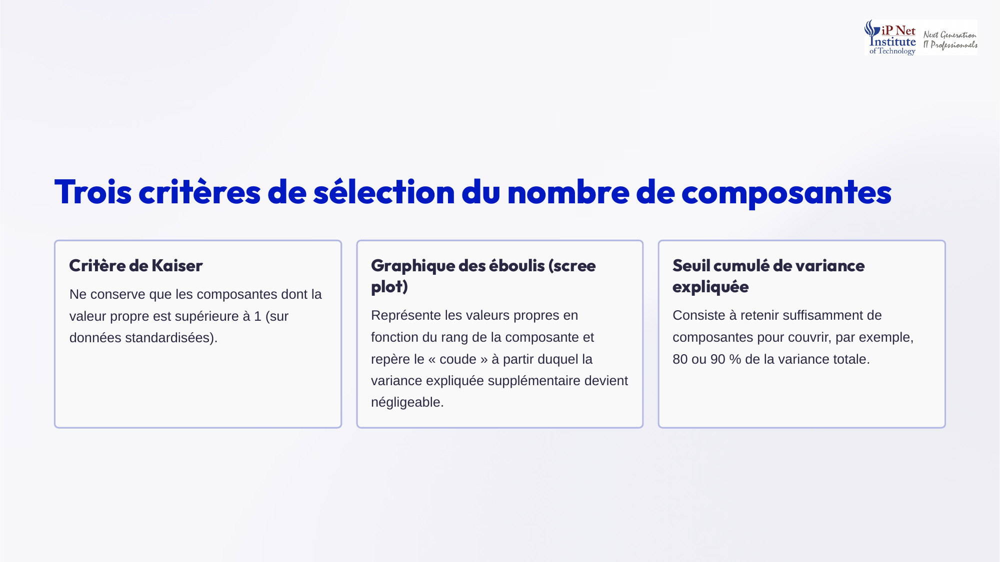 iP Net
Institute
of Technology
Next Generation
IT Professionnels
Trois critères de sélection du nombre de composantes
Critère de Kaiser
Ne conserve que les composantes dont la
valeur propre est supérieure à 1 (sur
données standardisées).
Graphique des éboulis (scree
plot)
Représente les valeurs propres en
fonction du rang de la composante et
repère le « coude » à partir duquel la
variance expliquée supplémentaire devient
négligeable.
Seuil cumulé de variance
expliquée
Consiste à retenir suffisamment de
composantes pour couvrir, par exemple,
80 ou 90 % de la variance totale.